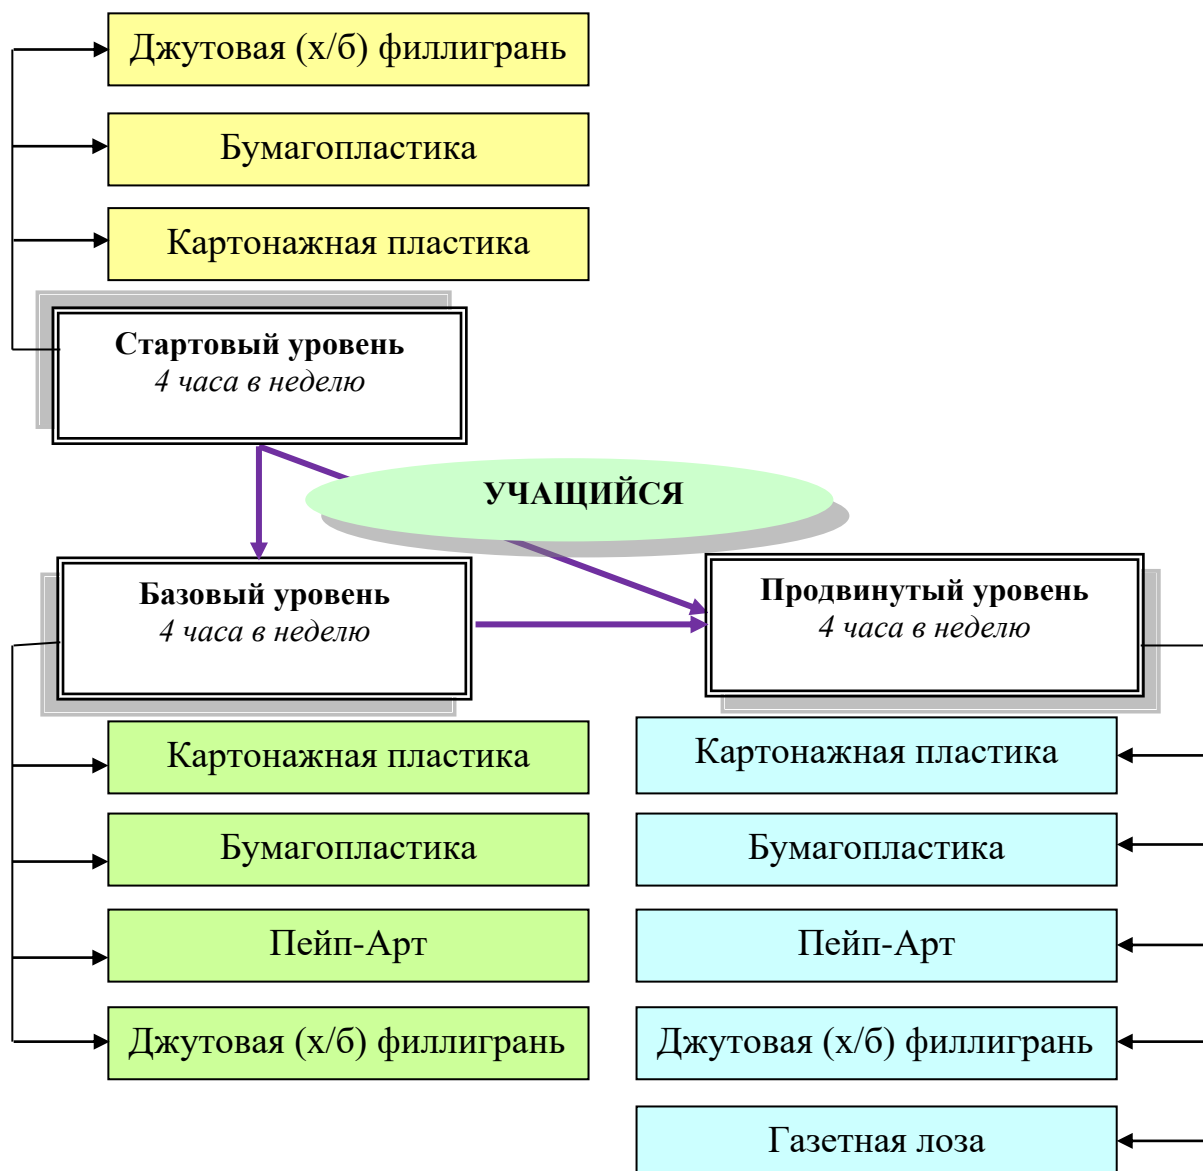 Джутовая (х/б) филлигрань
Бумагопластика
Картонажная пластика
Стартовый уровень
4 часа в неделю
УЧАЩИЙСЯ
Базовый уровень
4 часа в неделю
Продвинутый уровень
4 часа в неделю
Картонажная пластика
Бумагопластика
Пейп-Арт
Джутовая (х/б) филлигрань
Картонажная пластика
Бумагопластика
Пейп-Арт
Джутовая (х/б) филлигрань
Газетная лоза